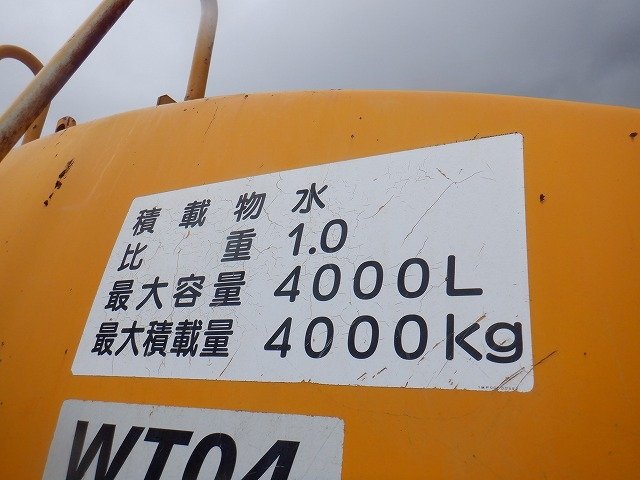 積載物 水
比重 1.0
最大容量 4000L
最大積載量 4000kg
WT04